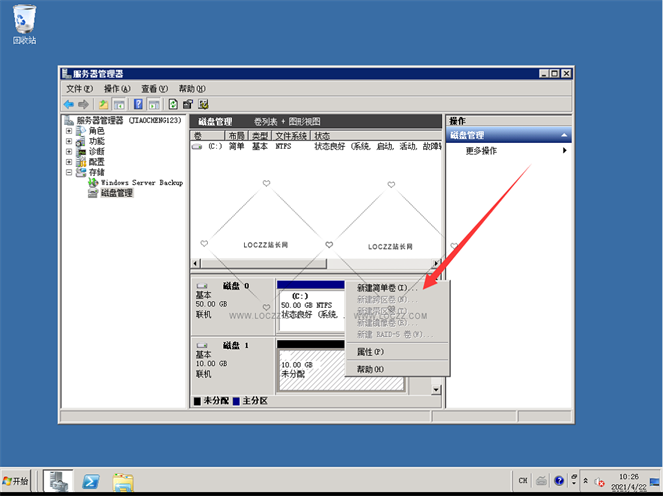 回收站
服务器管理器
文件(F) 操作(A) 查看(V) 帮助(H)
服务器管理器 (JIAOCHENG123)
角色
功能
诊断
配置
存储
Windows Server Backup
磁盘管理
磁盘管理 卷列表 + 图形视图
卷 布局 类型 文件系统 状态
(C:) 简单 基本 NTFS 状态良好 (系统, 启动, 活动, 故障转
LOCZZ站长网
LOCZZ站长网
操作
磁盘管理
更多操作
磁盘 0
基本
50.00 GB
联机
(C:)
50.00 GB NTFS
状态良好 (系统,
磁盘 1
基本
10.00 GB
联机
10.00 GB
未分配
新建简单卷(I)...
新建跨区卷(N)...
新建带区卷(T)...
新建镜像卷(R)...
新建 RAID-5 卷(W)...
属性(P)
帮助(H)
未分配 主分区
开始
CH
10:26
2021/4/22